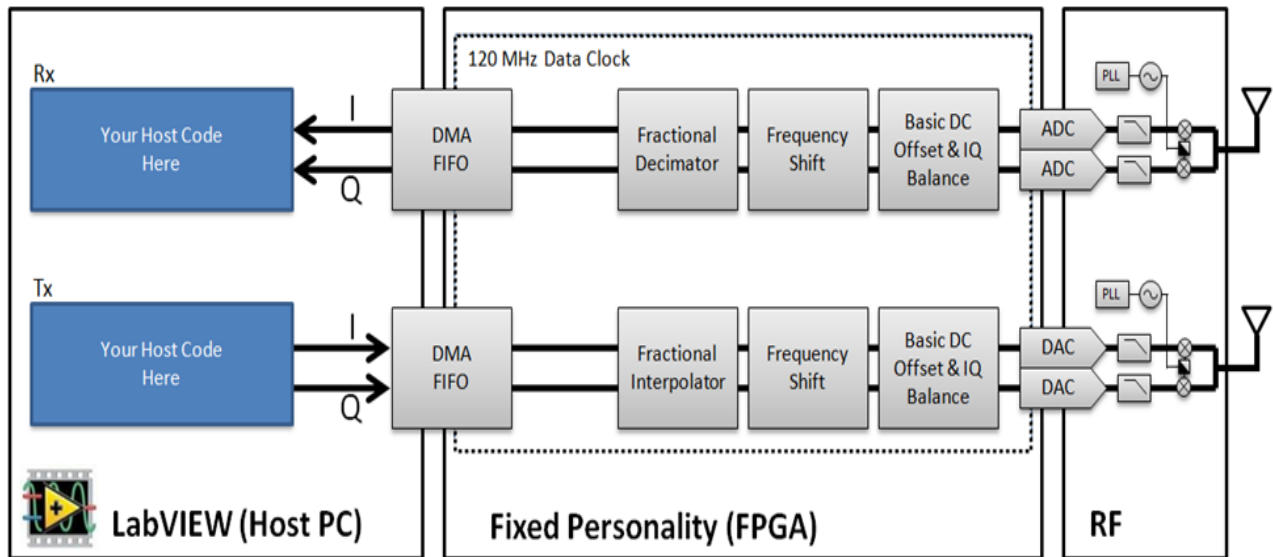 120 MHz Data Clock
Rx
Your Host Code
Here
I
Q
DMA
FIFO
Fractional
Decimator
Frequency
Shift
Basic DC
Offset & IQ
Balance
ADC
ADC
PLL
Tx
Your Host Code
Here
I
Q
DMA
FIFO
Fractional
Interpolator
Frequency
Shift
Basic DC
Offset & IQ
Balance
DAC
DAC
PLL
LabVIEW (Host PC)
Fixed Personality (FPGA)
RF